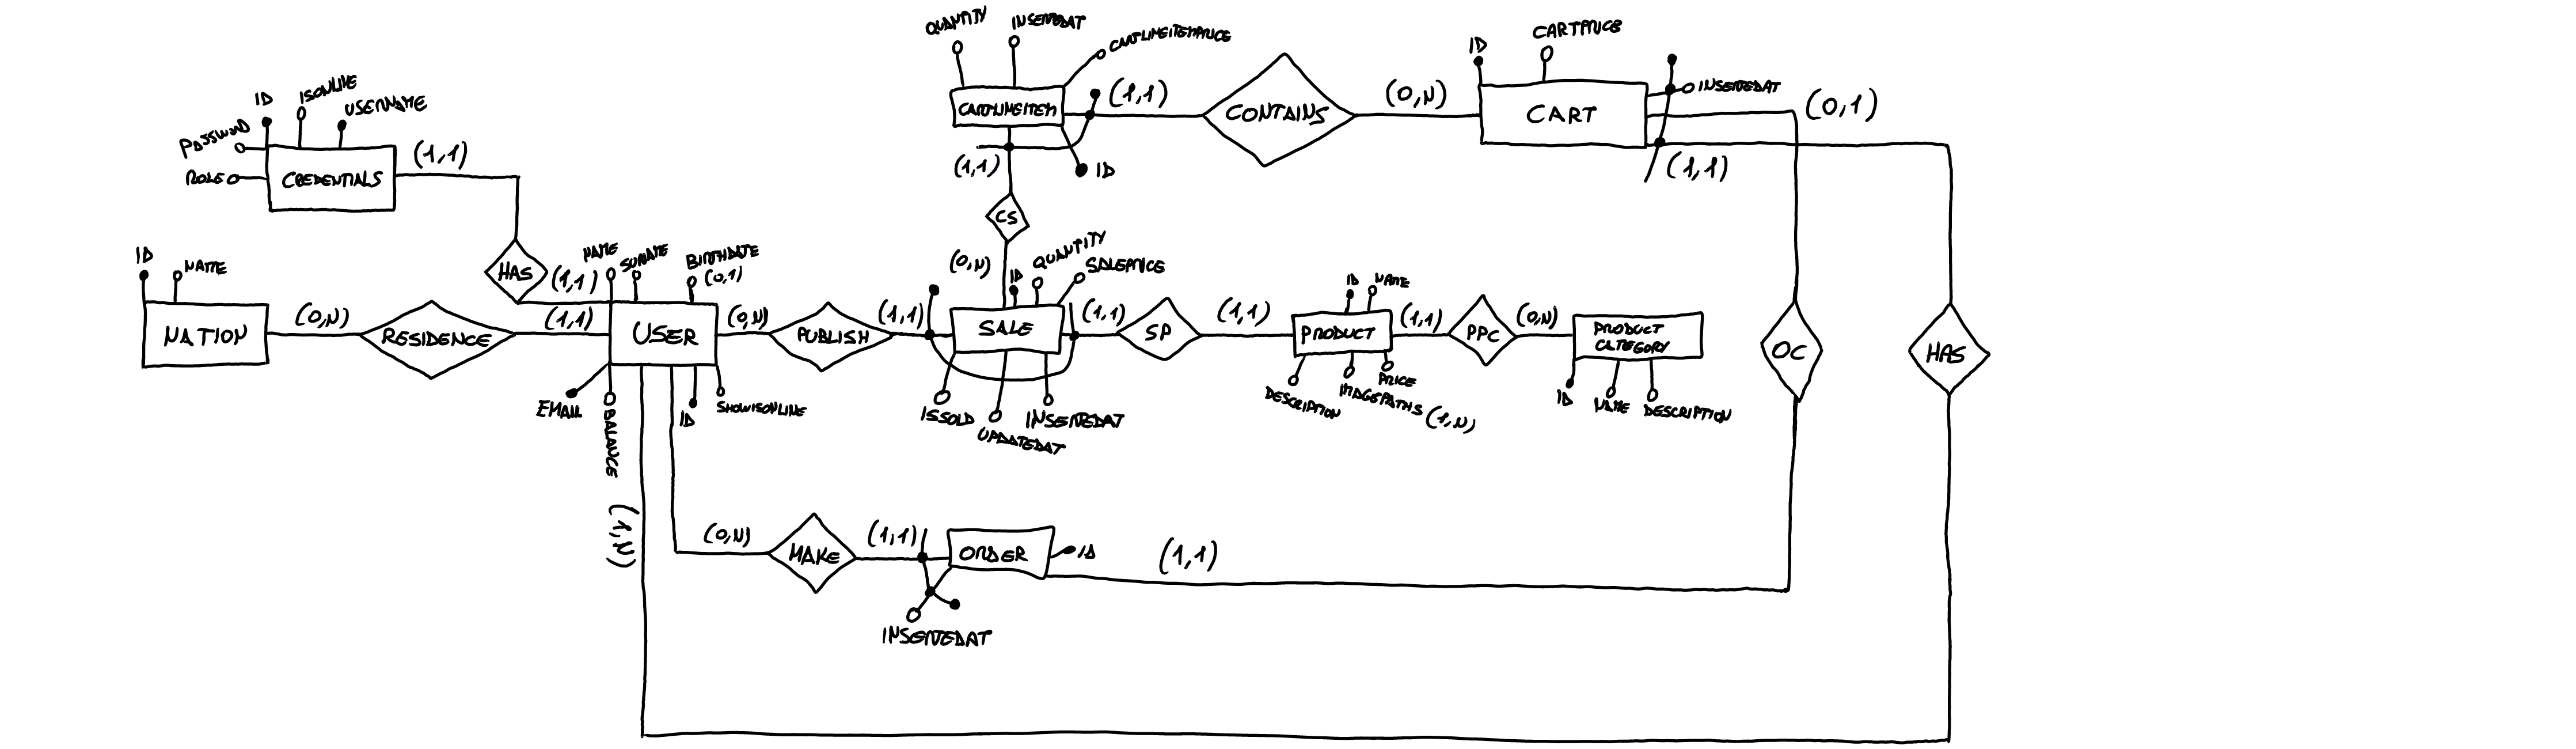 QUANTITY
INSERTEDAT
CARTLINEITEMPRICE
CARTLINEITEM
(1,1)
CONTAINS
(0,N)
ID
CARTPRICE
CART
INSERTEDAT
(0,1)
(1,1)
(1,1)
ID
CS
(0,N)
PASSWORD
ID
ISONLINE
USERNAME
ROLE
CREDENTIALS
(1,1)
HAS
(1,1)
ID
NAME
NATION
(0,N)
RESIDENCE
(1,1)
NAME
SURNAME
BIRTHDATE
(0,1)
USER
EMAIL
BALANCE
ID
SHOWISONLINE
(0,N)
PUBLISH
(1,1)
ID
QUANTITY
SALEPRICE
SALE
ISSOLD
UPDATEDAT
INSERTEDAT
(1,1)
SP
(1,1)
ID
NAME
PRODUCT
DESCRIPTION
IMAGEPATHS (1,N)
PRICE
(1,1)
PPC
(0,N)
PRODUCT
CATEGORY
ID
NAME
DESCRIPTION
OC
HAS
(1,N)
(0,N)
MAKE
(1,1)
ORDER
ID
(1,1)
INSERTEDAT